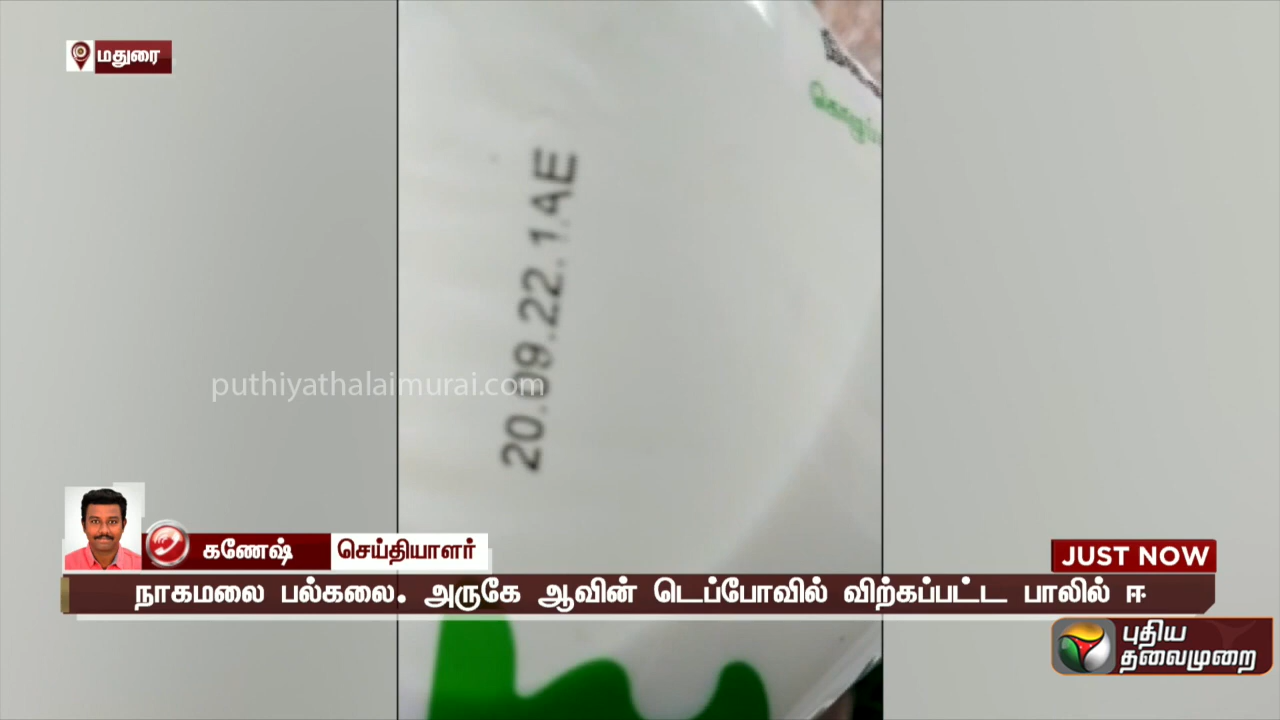 மதுரை
20.09.22.1AE
puthiyathalaimurai.com
கணேஷ் செய்தியாளர்
JUST NOW
நாகமலை பல்கலை. அருகே ஆவின் டெப்போவில் விற்கப்பட்ட பாலில் ஈ
புதிய
தலைமுறை